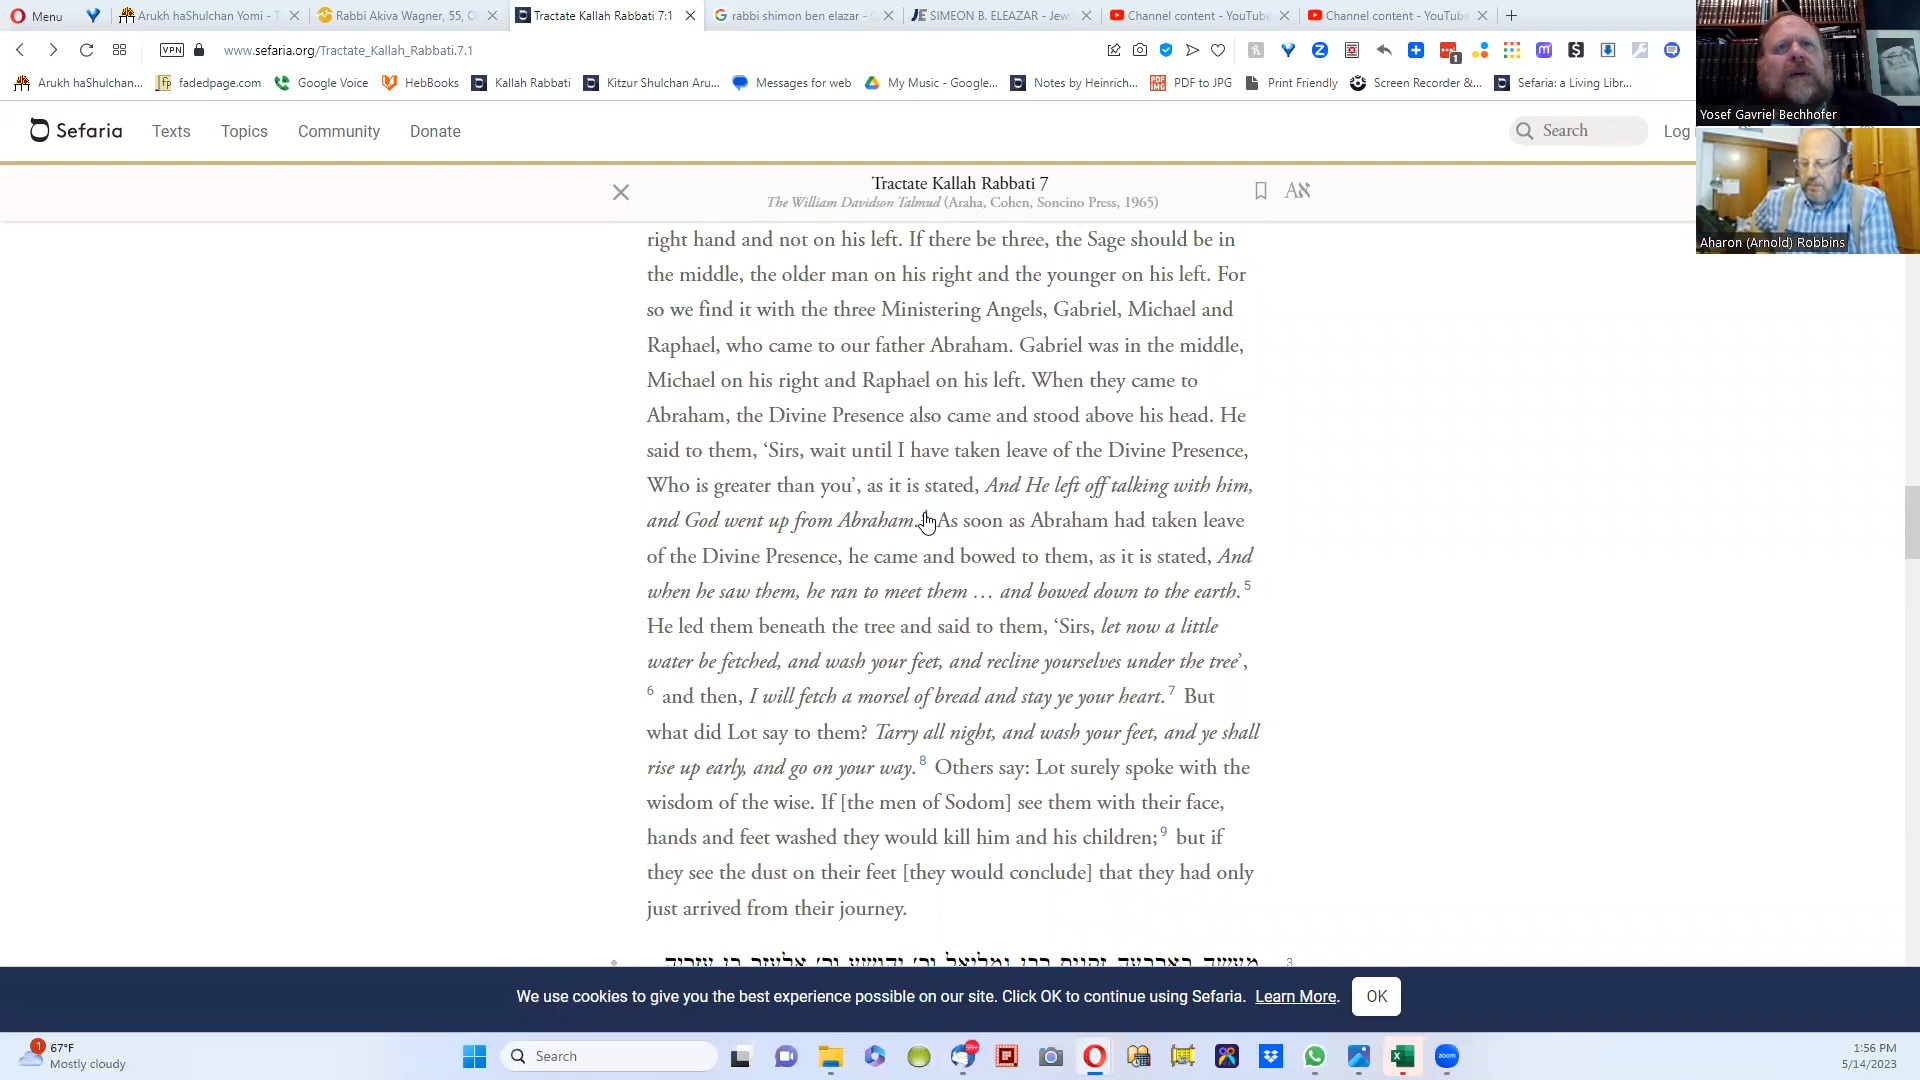 Menu
Arukh haShulchan Yomi - T
Rabbi Akiva Wagner, 55, O
Tractate Kallah Rabbati 7:1
rabbi shimon ben elazar -
SIMEON B. ELEAZAR - Jew
Channel content - YouTube
Channel content - YouTube
VPN
www.sefaria.org/Tractate_Kallah_Rabbati.7.1
1
Arukh haShulchan...
fadedpage.com
Google Voice
HebBooks
Kallah Rabbati
Kitzur Shulchan Aru...
Messages for web
My Music - Google...
Notes by Heinrich...
PDF to JPG
Print Friendly
Screen Recorder &...
Sefaria: a Living Libr...
Sefaria
Texts
Topics
Community
Donate
Search
Log
Yosef Gavriel Bechhofer
Aharon (Arnold) Robbins
Tractate Kallah Rabbati 7
The William Davidson Talmud (Araha, Cohen, Soncino Press, 1965)
Aא
right hand and not on his left. If there be three, the Sage should be in
the middle, the older man on his right and the younger on his left. For
so we find it with the three Ministering Angels, Gabriel, Michael and
Raphael, who came to our father Abraham. Gabriel was in the middle,
Michael on his right and Raphael on his left. When they came to
Abraham, the Divine Presence also came and stood above his head. He
said to them, ‘Sirs, wait until I have taken leave of the Divine Presence,
Who is greater than you’, as it is stated, And He left off talking with him,
and God went up from Abraham. As soon as Abraham had taken leave
of the Divine Presence, he came and bowed to them, as it is stated, And
when he saw them, he ran to meet them … and bowed down to the earth. 5
He led them beneath the tree and said to them, ‘Sirs, let now a little
water be fetched, and wash your feet, and recline yourselves under the tree’,
6 and then, I will fetch a morsel of bread and stay ye your heart. 7 But
what did Lot say to them? Tarry all night, and wash your feet, and ye shall
rise up early, and go on your way. 8 Others say: Lot surely spoke with the
wisdom of the wise. If [the men of Sodom] see them with their face,
hands and feet washed they would kill him and his children; 9 but if
they see the dust on their feet [they would conclude] that they had only
just arrived from their journey.
3
מעשה בארבעה זקנים רבן גמליאל ור׳ יהושע ור׳ אלעזר בן עזריה
We use cookies to give you the best experience possible on our site. Click OK to continue using Sefaria. Learn More.
OK
1
67°F
Mostly cloudy
Search
99+
zoom
1:56 PM
5/14/2023